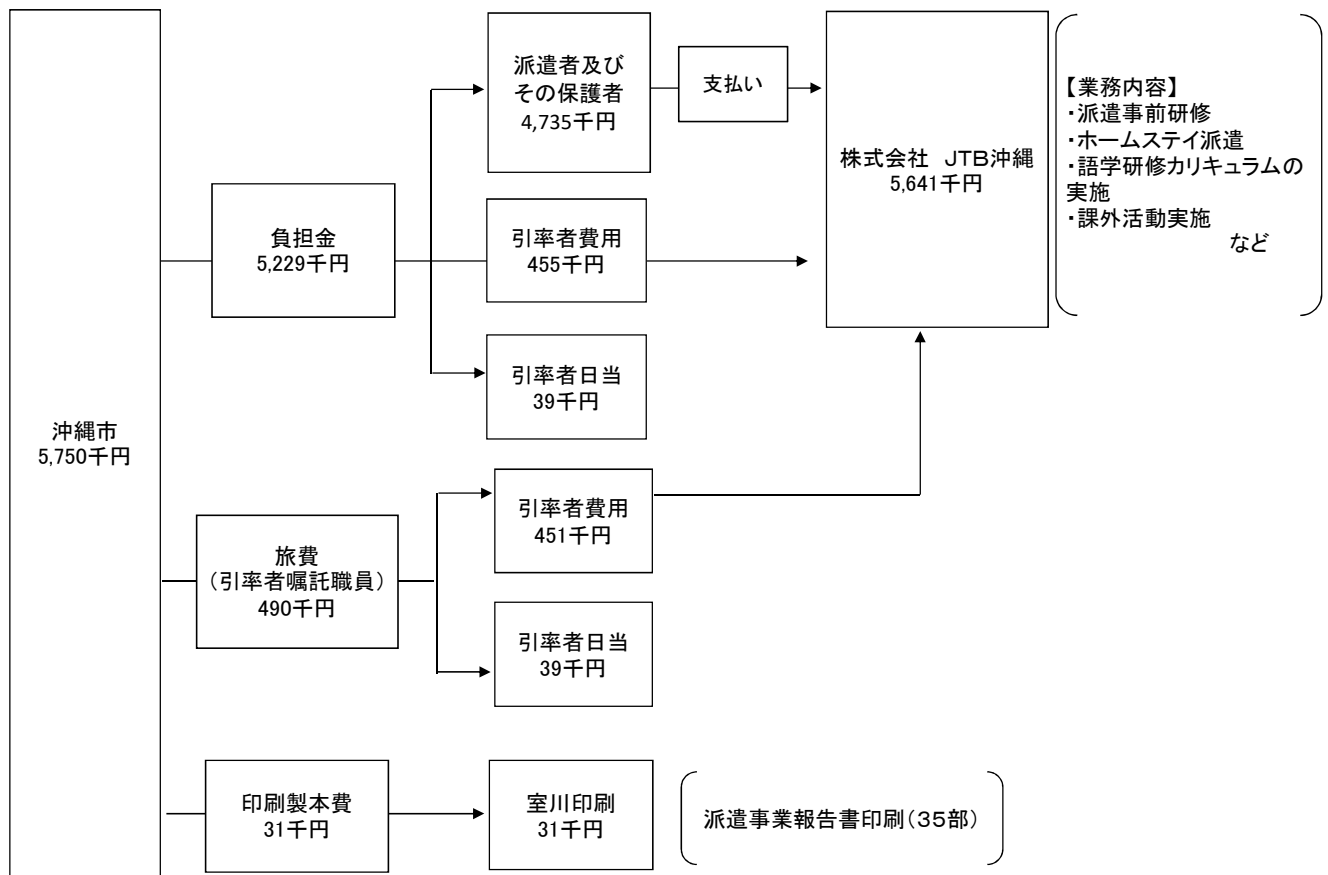 沖縄市
5,750千円
負担金
5,229千円
派遣者及び
その保護者
4,735千円
支払い
株式会社 JTB沖縄
5,641千円
【業務内容】
・派遣事前研修
・ホームステイ派遣
・語学研修カリキュラムの
実施
・課外活動実施
など
引率者費用
455千円
引率者日当
39千円
旅費
(引率者嘱託職員)
490千円
引率者費用
451千円
引率者日当
39千円
印刷製本費
31千円
室川印刷
31千円
派遣事業報告書印刷(35部)